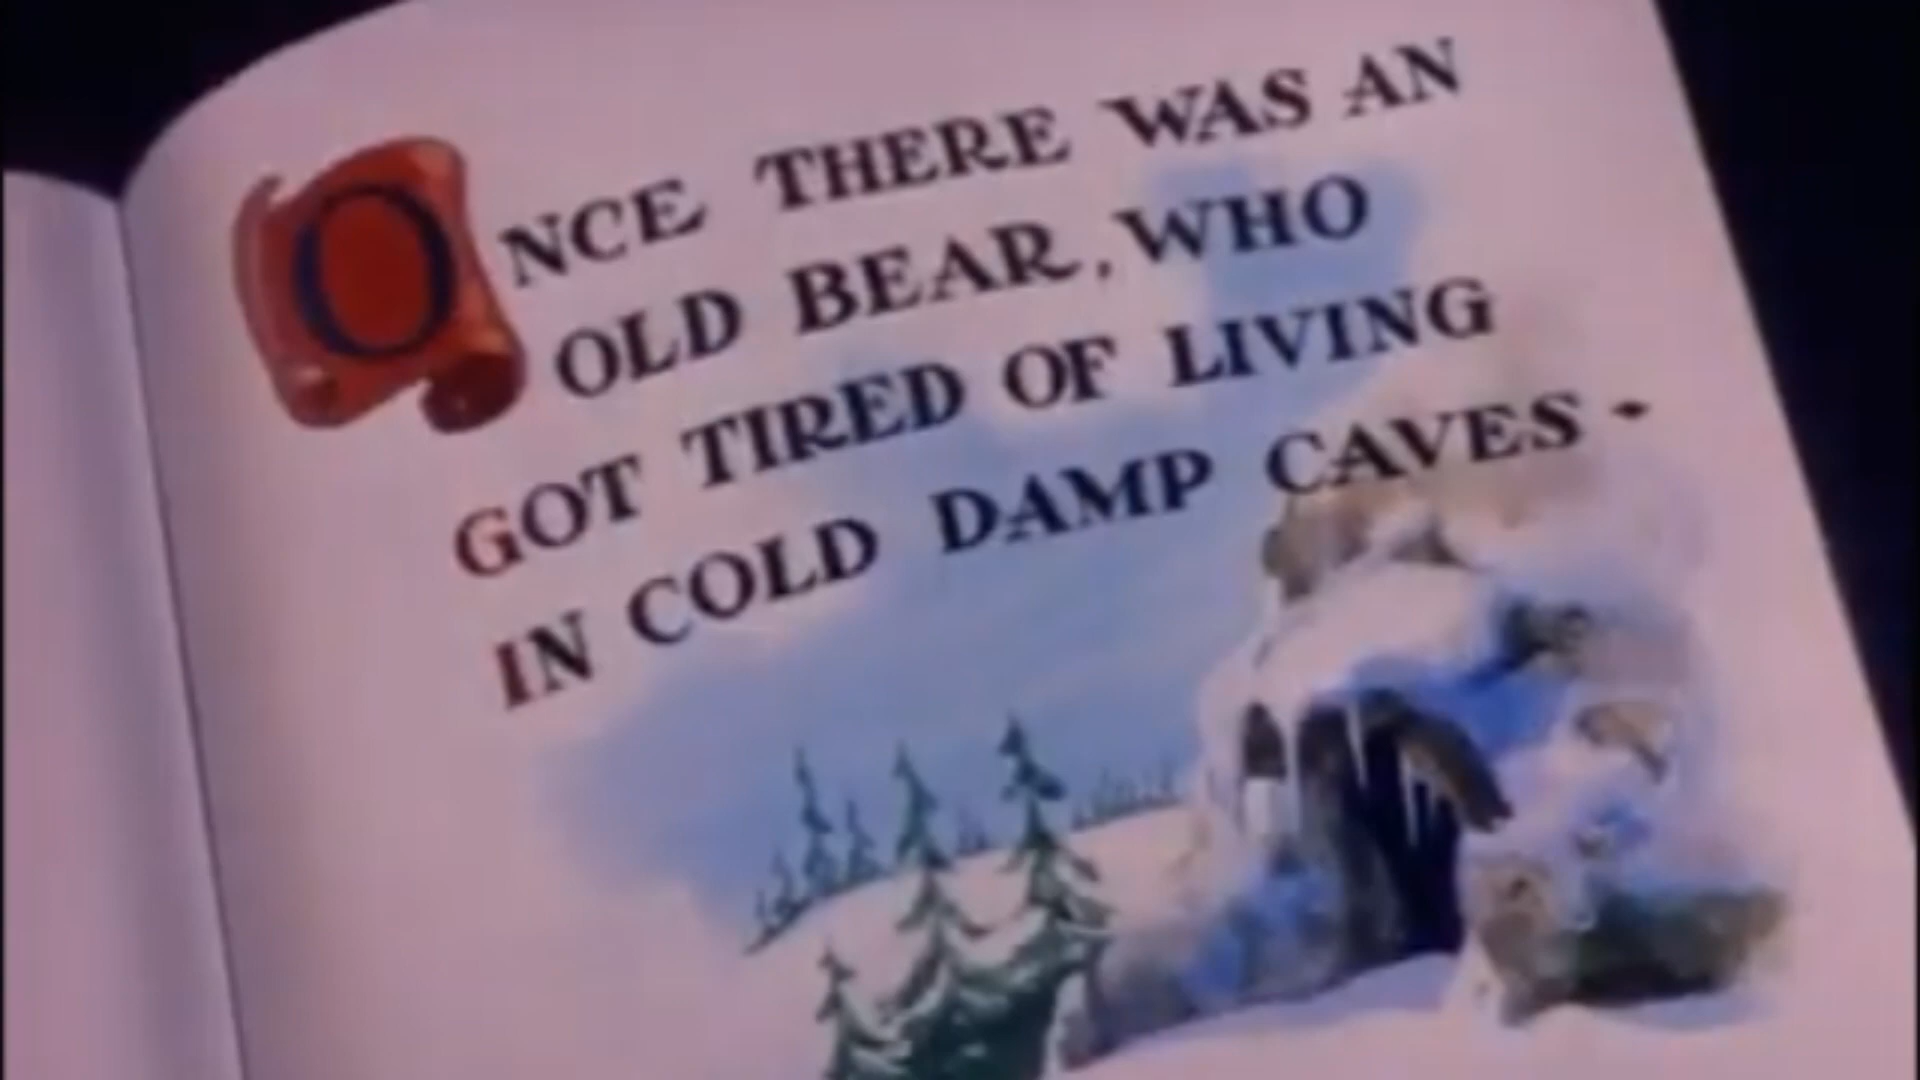 ONCE THERE WAS AN
OLD BEAR, WHO
GOT TIRED OF LIVING
IN COLD DAMP CAVES -